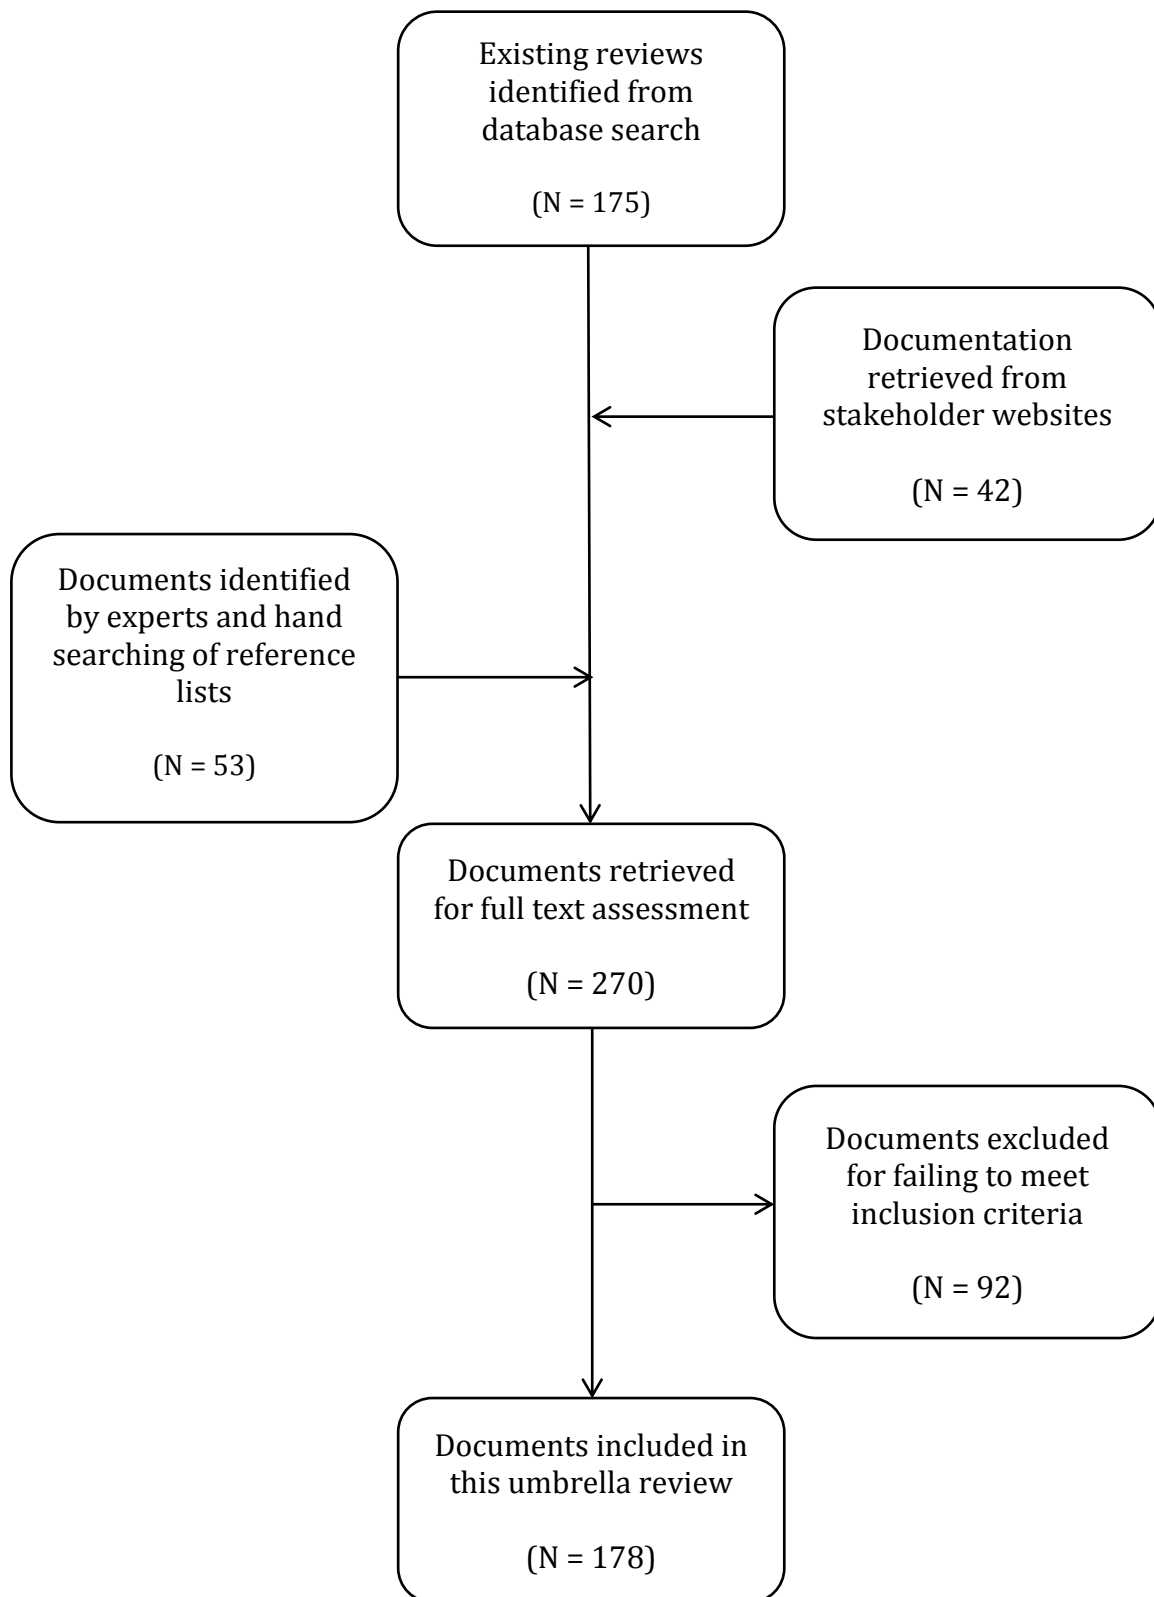 Existing reviews
identified from
database search
(N = 175)
Documentation
retrieved from
stakeholder websites
(N = 42)
Documents identified
by experts and hand
searching of reference
lists
(N = 53)
Documents retrieved
for full text assessment
(N = 270)
Documents excluded
for failing to meet
inclusion criteria
(N = 92)
Documents included in
this umbrella review
(N = 178)